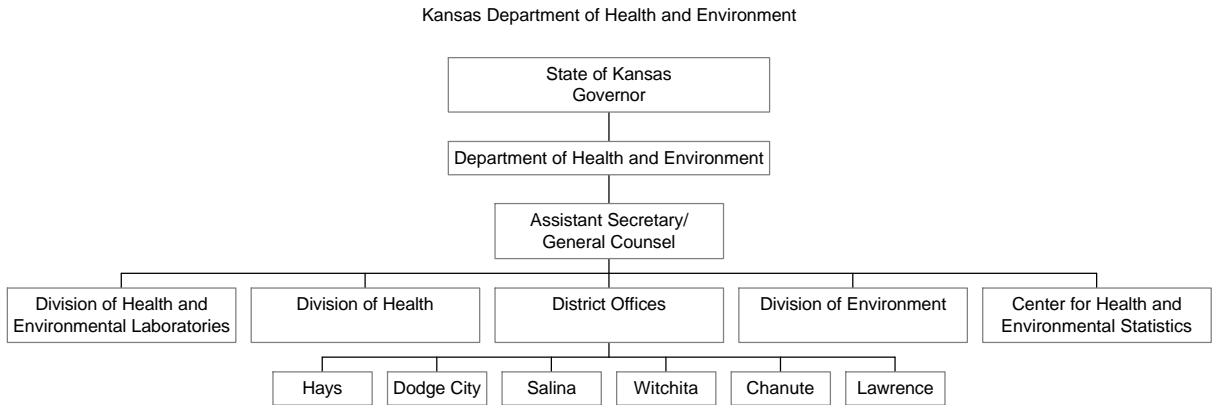 Kansas Department of Health and Environment
State of Kansas
Governor
Department of Health and Environment
Assistant Secretary/
General Counsel
Division of Health and
Environmental Laboratories
Division of Health
District Offices
Division of Environment
Center for Health and
Environmental Statistics
Hays
Dodge City
Salina
Witchita
Chanute
Lawrence